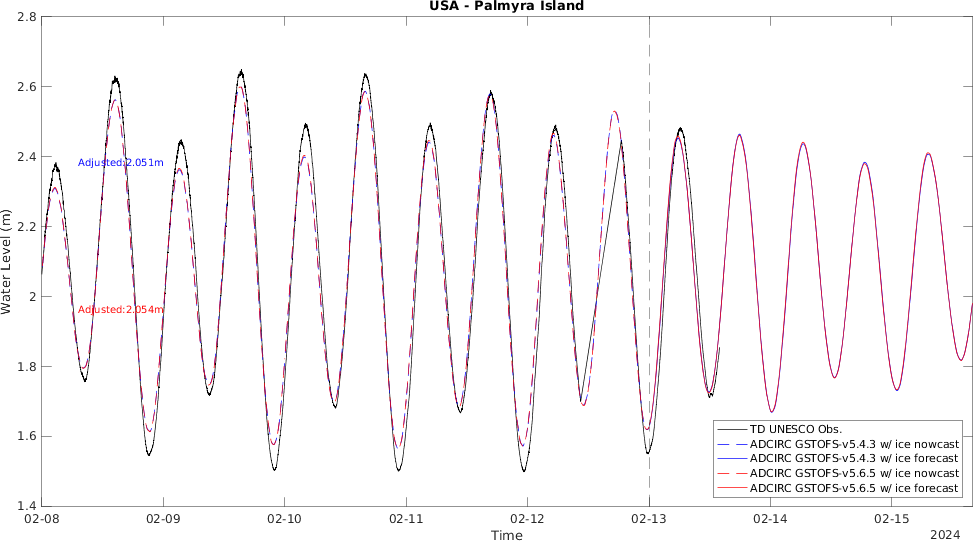 USA - Palmyra Island
2.8
2.6
2.4
2.2
2
1.8
1.6
1.4
Water Level (m)
Adjusted:2.051m
Adjusted:2.054m
TD UNESCO Obs.
ADCIRC GSTOFS-v5.4.3 w/ ice nowcast
ADCIRC GSTOFS-v5.4.3 w/ ice forecast
ADCIRC GSTOFS-v5.6.5 w/ ice nowcast
ADCIRC GSTOFS-v5.6.5 w/ ice forecast
02-08 02-09 02-10 02-11 02-12 02-13 02-14 02-15
Time
2024